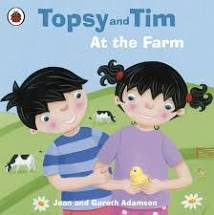 Topsy and Tim
At the Farm
Jean and Gareth Adamson